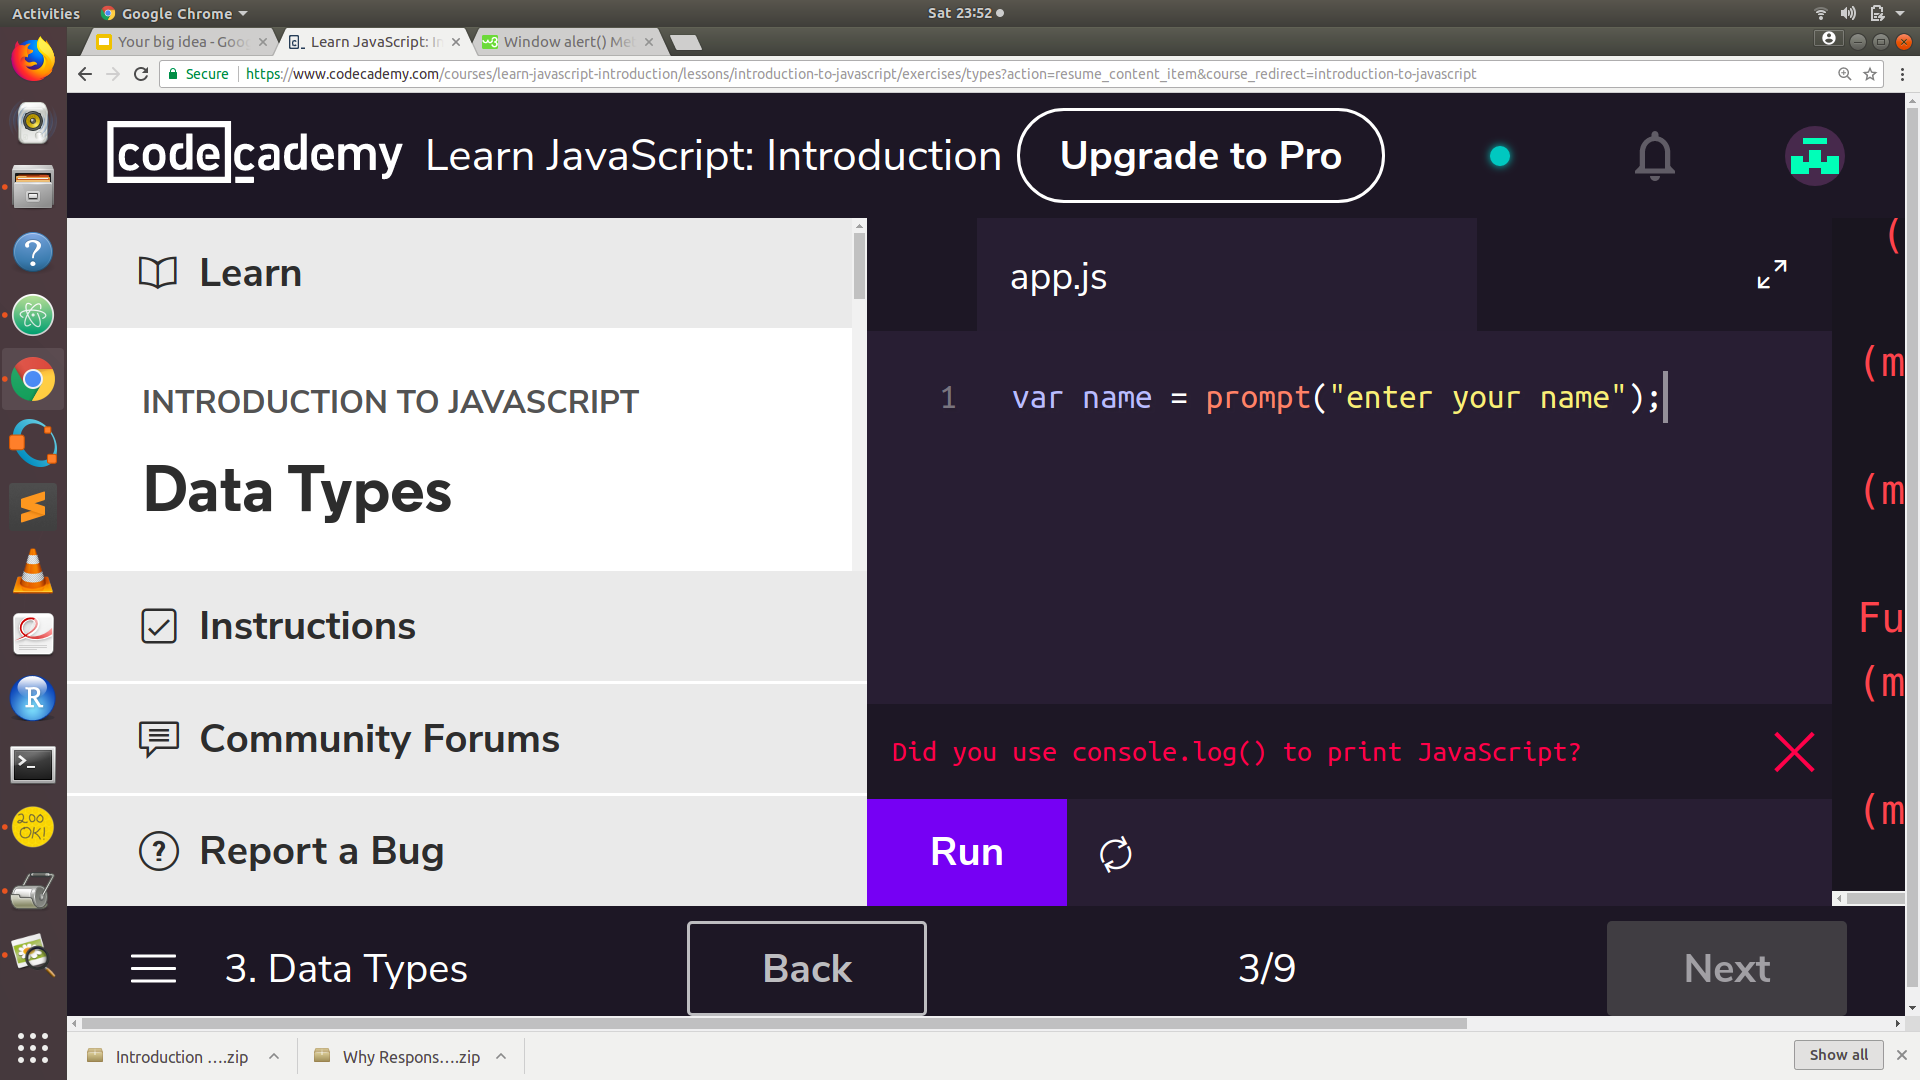 Activities Google Chrome Sat 23:52
Your big idea - Goo Learn JavaScript: In Window alert() Me
Secure https://www.codecademy.com/courses/learn-javascript-introduction/lessons/introduction-to-javascript/exercises/types?action=resume_content_item&course_redirect=introduction-to-javascript
codecademy Learn JavaScript: Introduction Upgrade to Pro
Learn
app.js
(
INTRODUCTION TO JAVASCRIPT
Data Types
1 var name = prompt("enter your name");
(m
(m
Instructions
Fu
(m
Community Forums
Did you use console.log() to print JavaScript?
(m
Report a Bug
Run
200 OK!
3. Data Types Back 3/9 Next
Introduction ....zip Why Respons....zip Show all